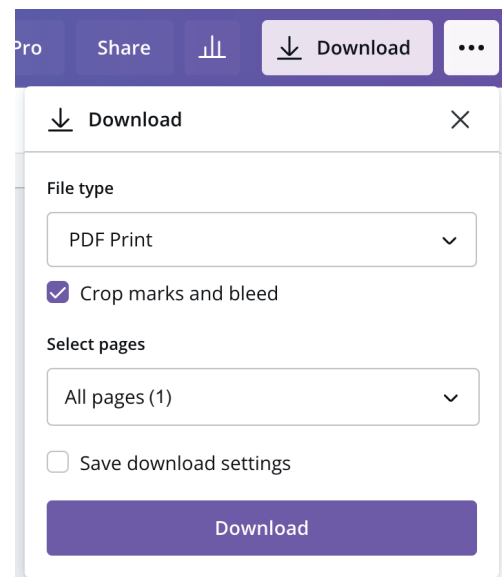 Pro Share Download
Download
File type
PDF Print
Crop marks and bleed
Select pages
All pages (1)
Save download settings
Download